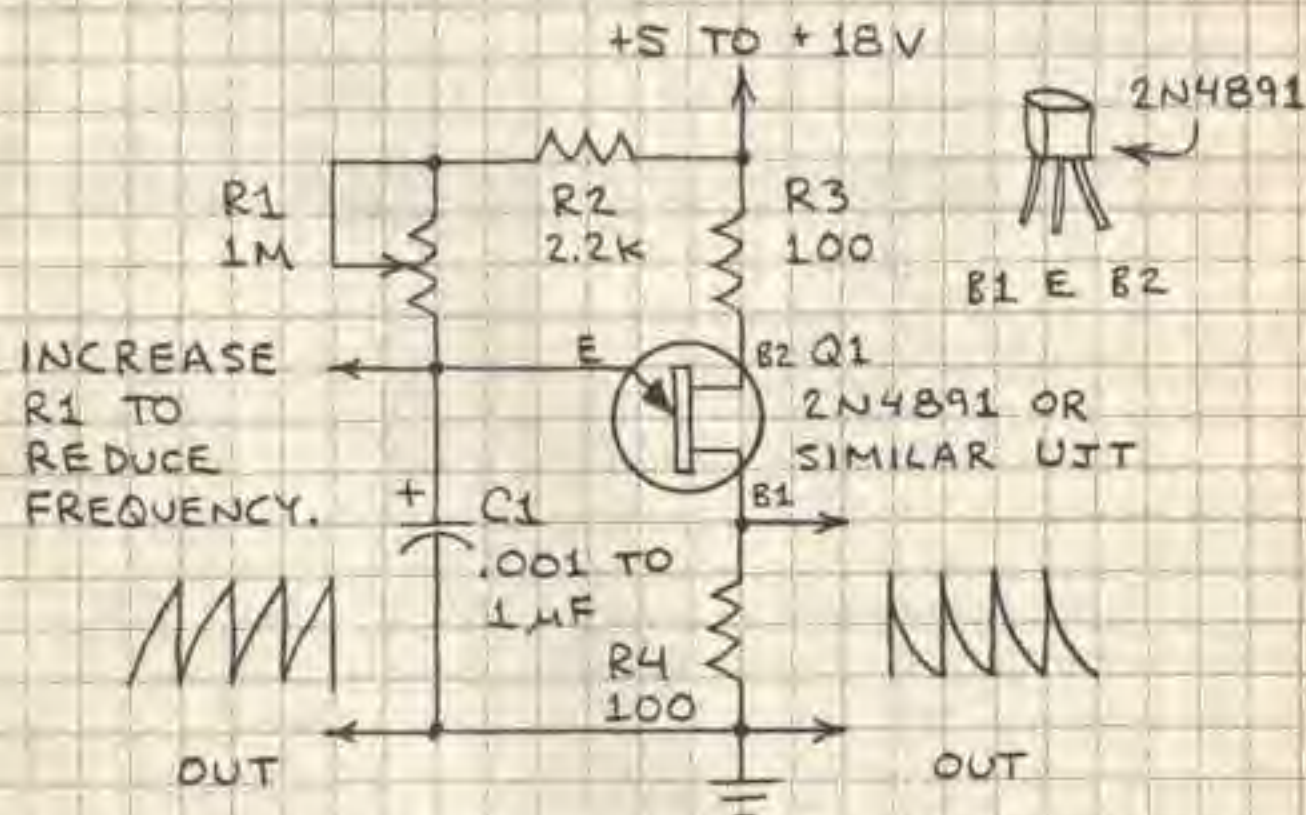 +5 TO +18V
2N4891
R1
1M
R2
2.2K
R3
100
B1 E B2
INCREASE
R1 TO
REDUCE
FREQUENCY.
E
B2 Q1
2N4891 OR
SIMILAR UJT
B1
+
C1
.001 TO
1µF
R4
100
OUT
OUT